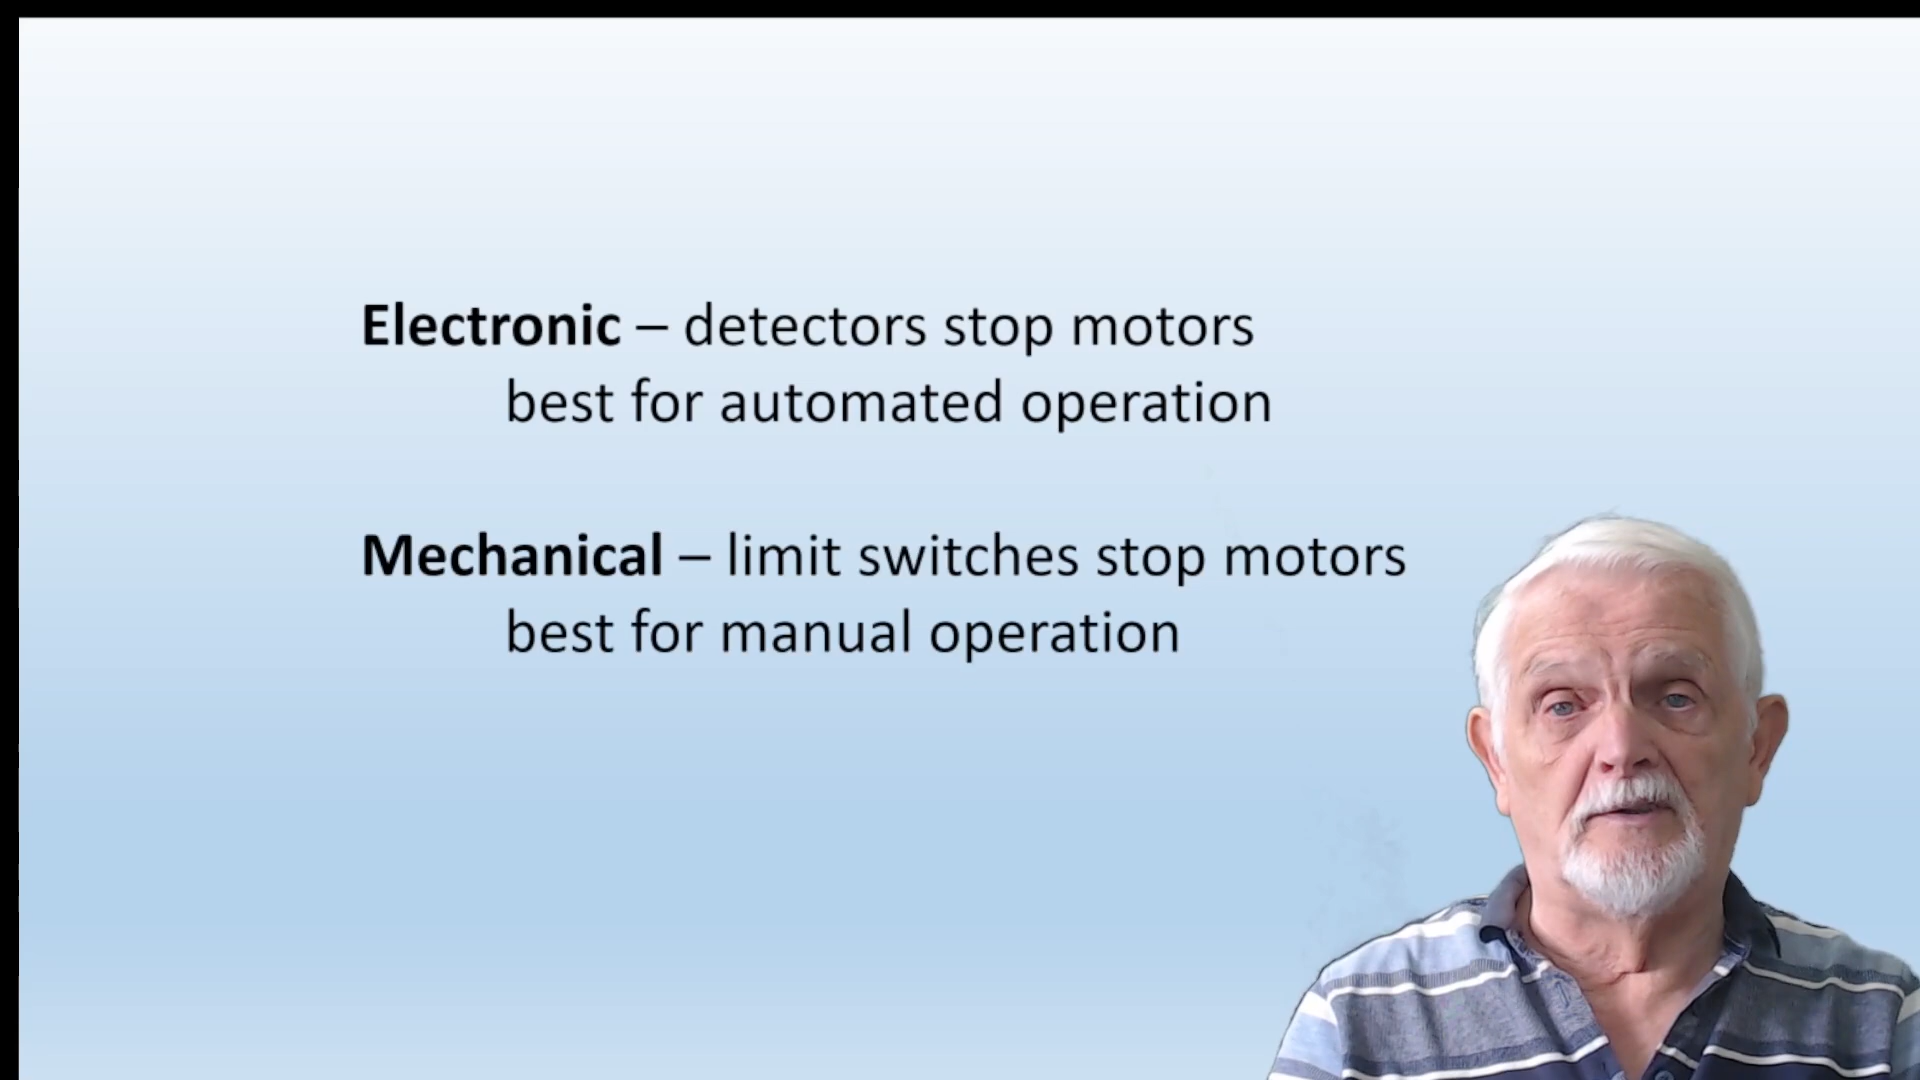 Electronic – detectors stop motors
best for automated operation
Mechanical – limit switches stop motors
best for manual operation